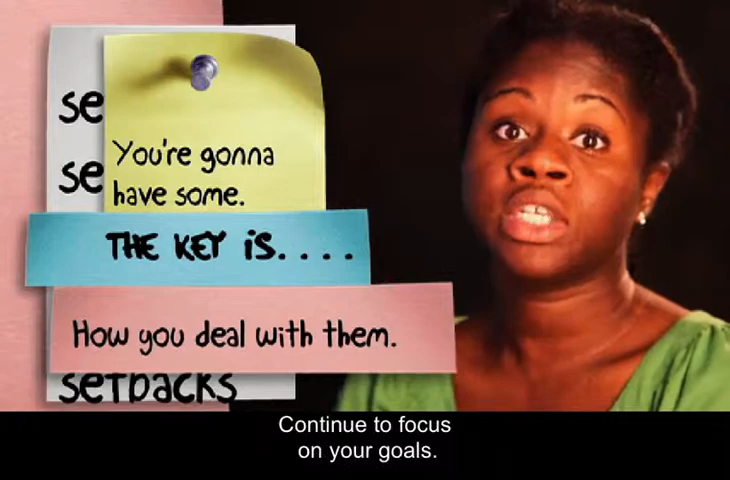 se
You're gonna
se
have some.
THE KEY iS....
How you deal with them.
setbacks
Continue to focus
on your goals.